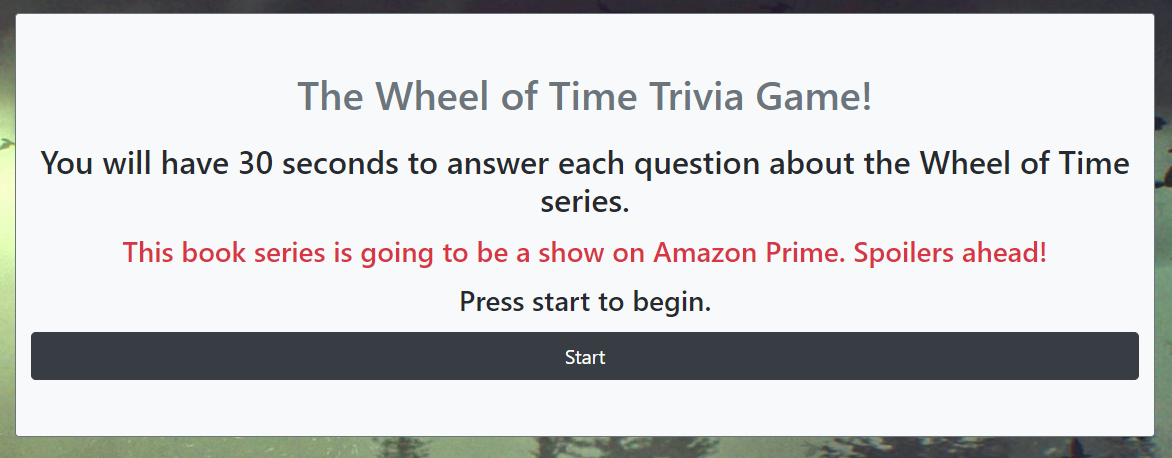 The Wheel of Time Trivia Game!
You will have 30 seconds to answer each question about the Wheel of Time
series.
This book series is going to be a show on Amazon Prime. Spoilers ahead!
Press start to begin.
Start